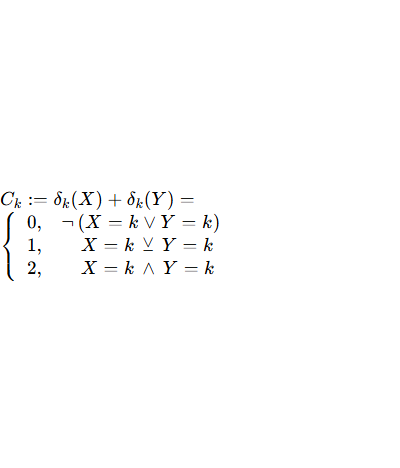 C_k := δ_k(X) + δ_k(Y) =
{ 0, ¬ (X = k ∨ Y = k)
1, X = k ⊻ Y = k
2, X = k ∧ Y = k